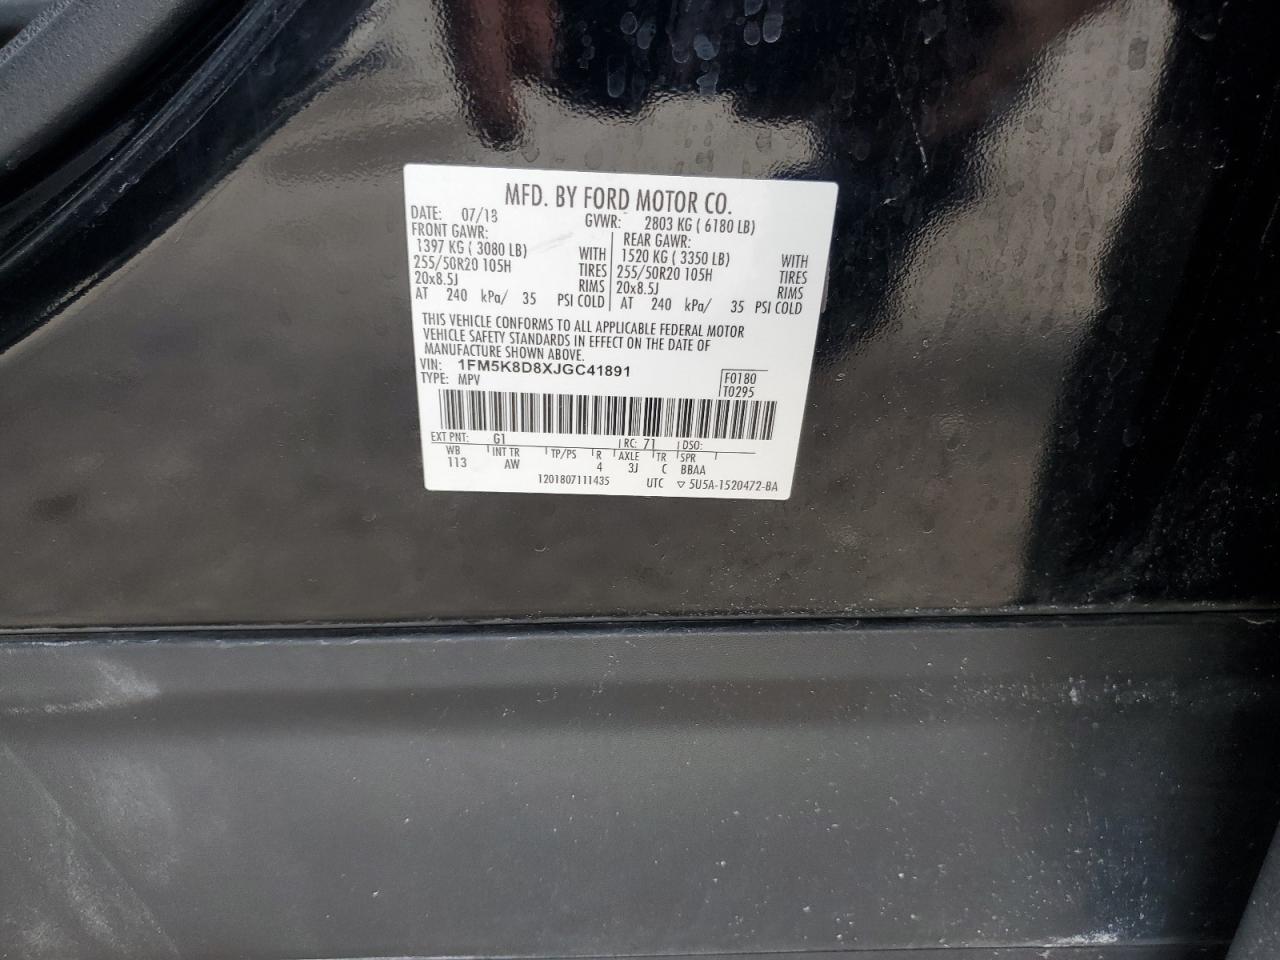 MFD. BY FORD MOTOR CO.
DATE: 07/18 GVWR: 2803 KG ( 6180 LB)
FRONT GAWR: REAR GAWR:
1397 KG ( 3080 LB) WITH 1520 KG ( 3350 LB) WITH
255/50R20 105H TIRES 255/50R20 105H TIRES
20x8.5J RIMS 20x8.5J RIMS
AT 240 kPa/ 35 PSI COLD AT 240 kPa/ 35 PSI COLD
THIS VEHICLE CONFORMS TO ALL APPLICABLE FEDERAL MOTOR
VEHICLE SAFETY STANDARDS IN EFFECT ON THE DATE OF
MANUFACTURE SHOWN ABOVE.
VIN: 1FM5K8D8XJGC41891
TYPE: MPV
F0180
T0295
EXT PNT: G1 RC: 71 DSO:
WB INT TR TP/PS R AXLE TR SPR
113 AW 4 3J C BBAA
1201807111435 UTC ▽ 5U5A-1520472-BA